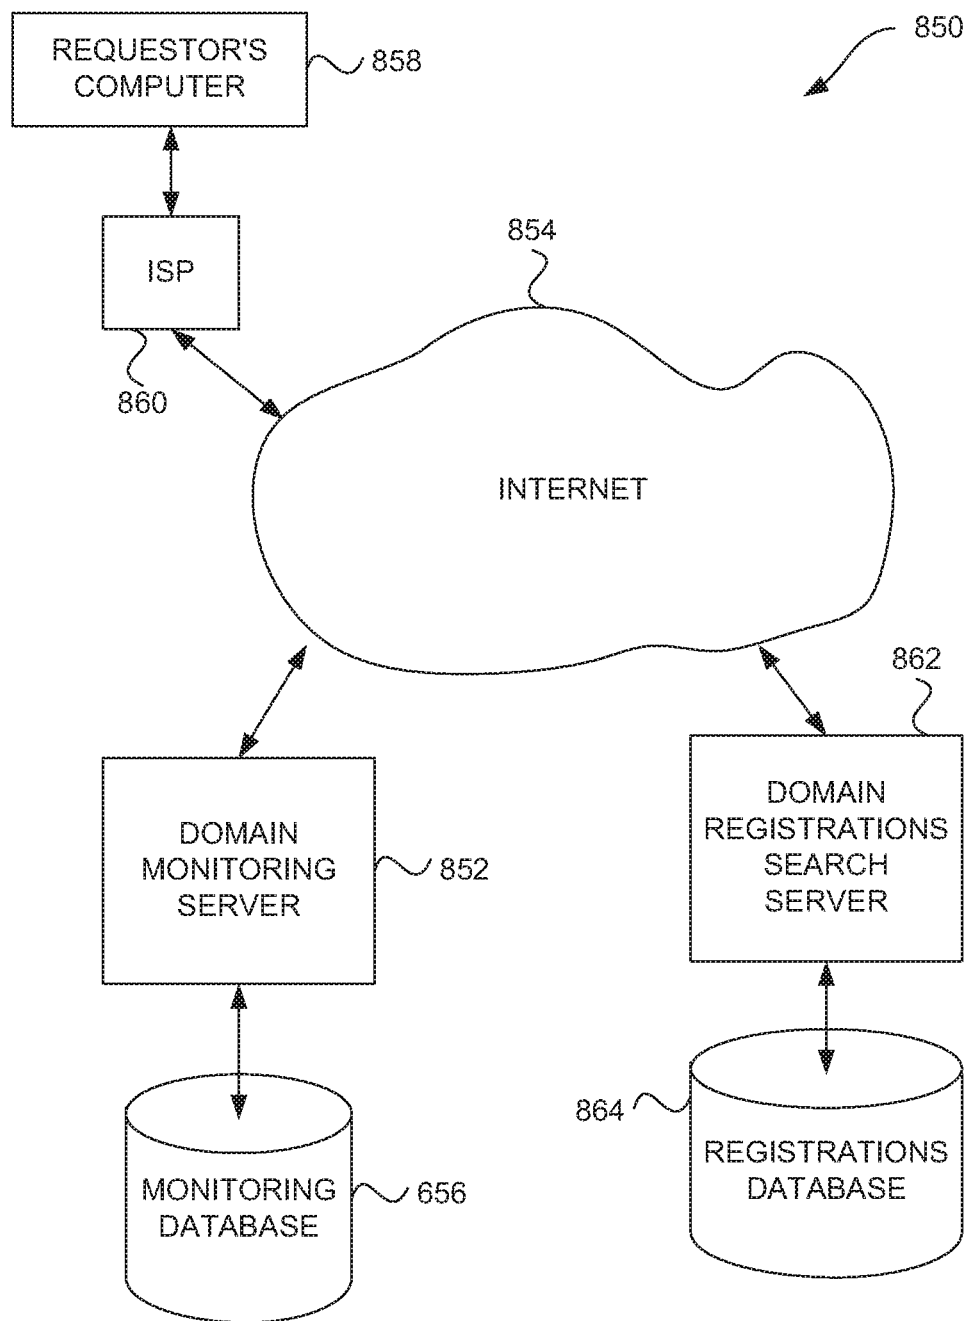 REQUESTOR'S
COMPUTER
858
850
ISP
860
854
INTERNET
DOMAIN
MONITORING
SERVER
852
862
DOMAIN
REGISTRATIONS
SEARCH
SERVER
MONITORING
DATABASE
656
864
REGISTRATIONS
DATABASE